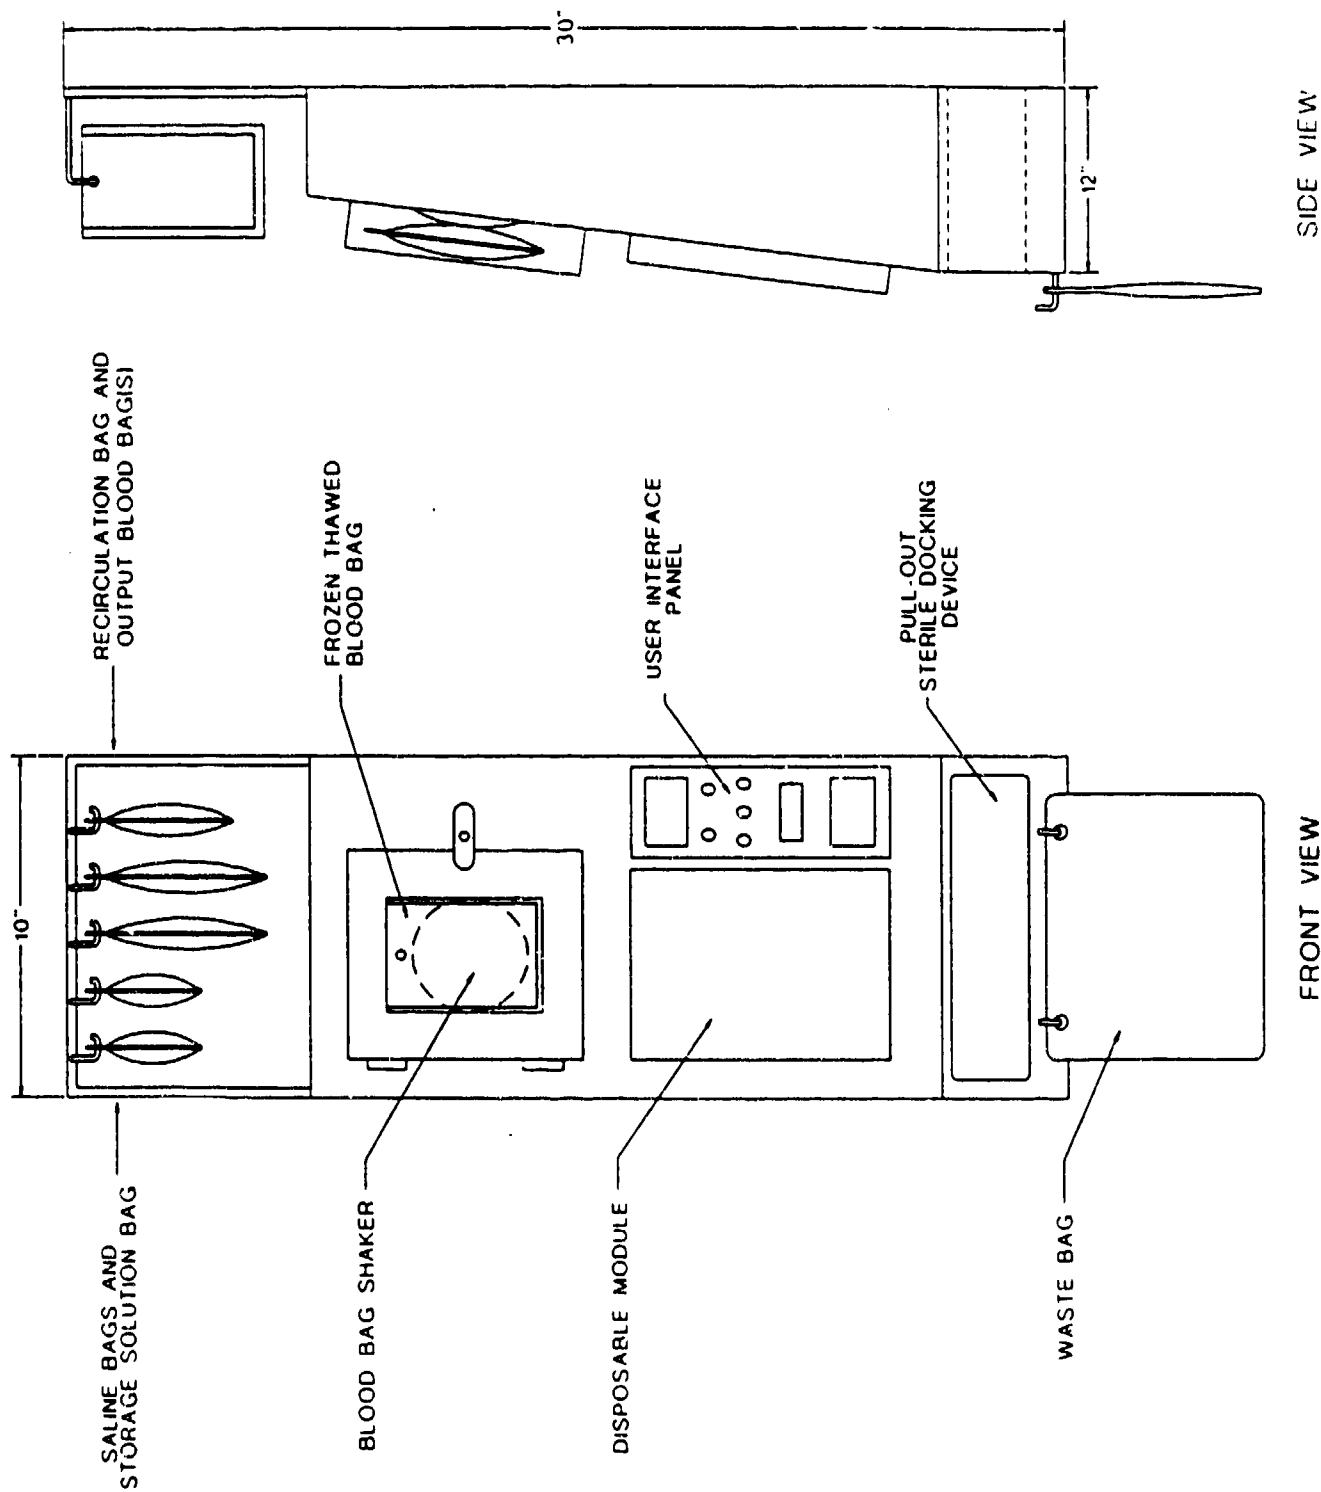 SALINE BAGS AND
STORAGE SOLUTION BAG
BLOOD BAG SHAKER
DISPOSABLE MODULE
WASTE BAG
10"
RECIRCULATION BAG AND
OUTPUT BLOOD BAG(S)
FROZEN THAWED
BLOOD BAG
USER INTERFACE
PANEL
PULL-OUT
STERILE DOCKING
DEVICE
FRONT VIEW
30"
12"
SIDE VIEW